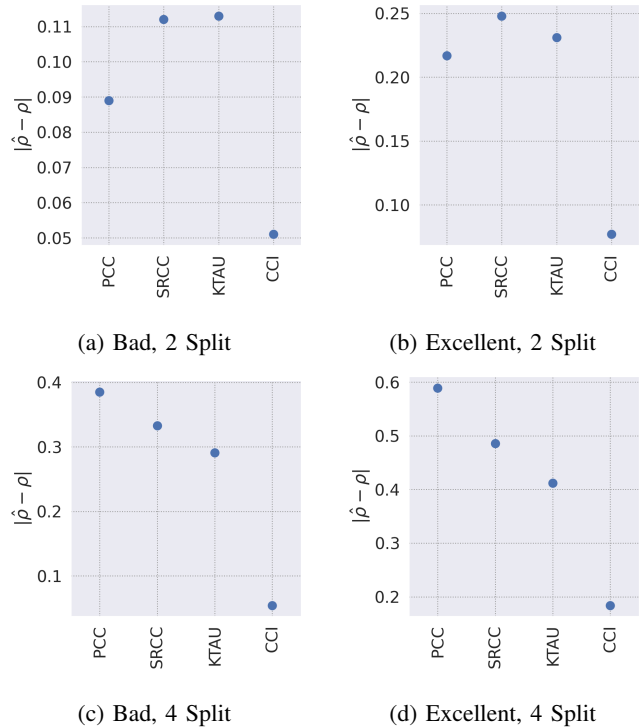 0.11
0.10
0.09
0.08
0.07
0.06
0.05
|ρ̂ − ρ|
PCC
SRCC
KTAU
CCI
(a) Bad, 2 Split
0.25
0.20
0.15
0.10
|ρ̂ − ρ|
PCC
SRCC
KTAU
CCI
(b) Excellent, 2 Split
0.4
0.3
0.2
0.1
|ρ̂ − ρ|
PCC
SRCC
KTAU
CCI
(c) Bad, 4 Split
0.6
0.5
0.4
0.3
0.2
|ρ̂ − ρ|
PCC
SRCC
KTAU
CCI
(d) Excellent, 4 Split